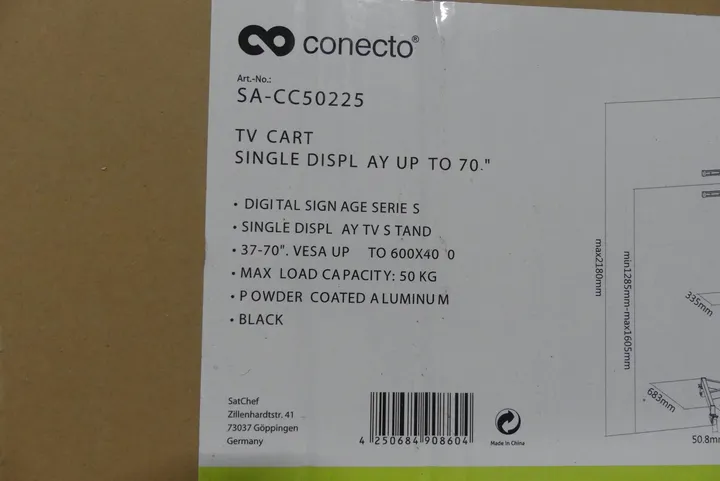 conecto®
Art.-No.:
SA-CC50225
TV CART
SINGLE DISPL AY UP TO 70."
• DIGITAL SIGN AGE SERIE S
• SINGLE DISPL AY TV S TAND
• 37-70". VESA UP TO 600X40 0
• MAX LOAD CAPACITY: 50 KG
• P OWDER COATED A LUMINUM
• BLACK
SatChef
Zillenhardtstr. 41
73037 Göppingen
Germany
4 250684 908604
Made In China
max2180mm
min1285mm-max1605mm
335mm
683mm
50.8mm